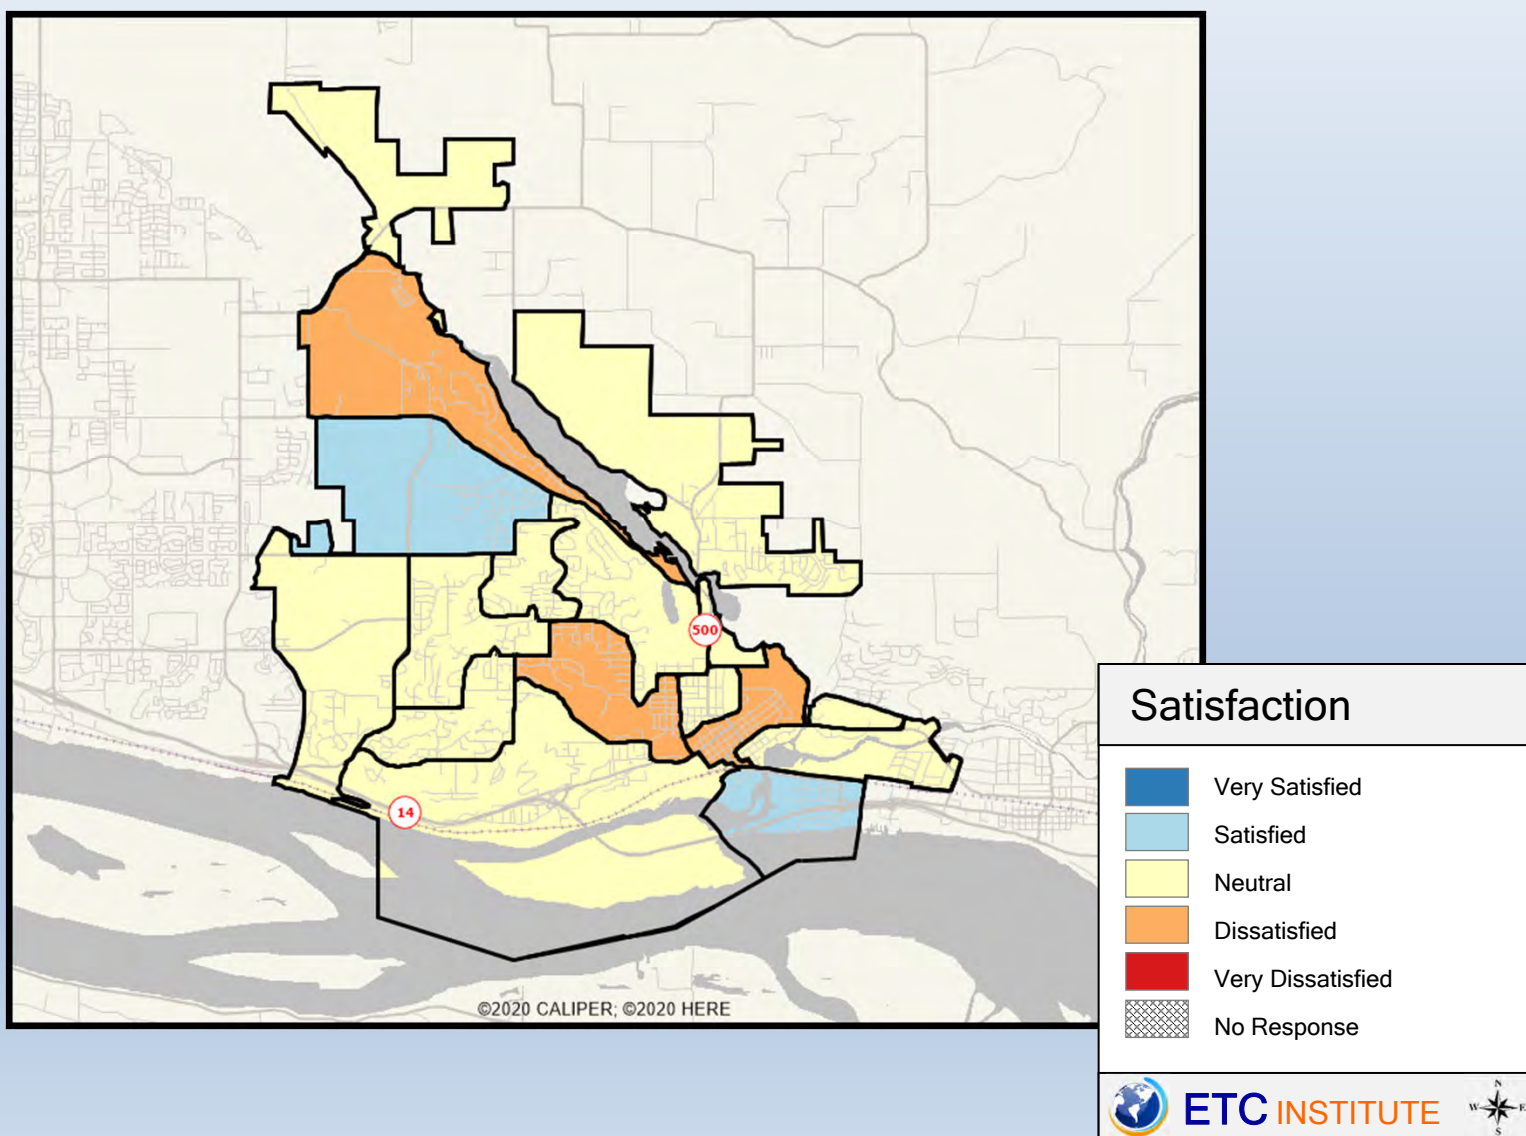 500
14
©2020 CALIPER; ©2020 HERE
Satisfaction
Very Satisfied
Satisfied
Neutral
Dissatisfied
Very Dissatisfied
No Response
ETC INSTITUTE
N
W E
S